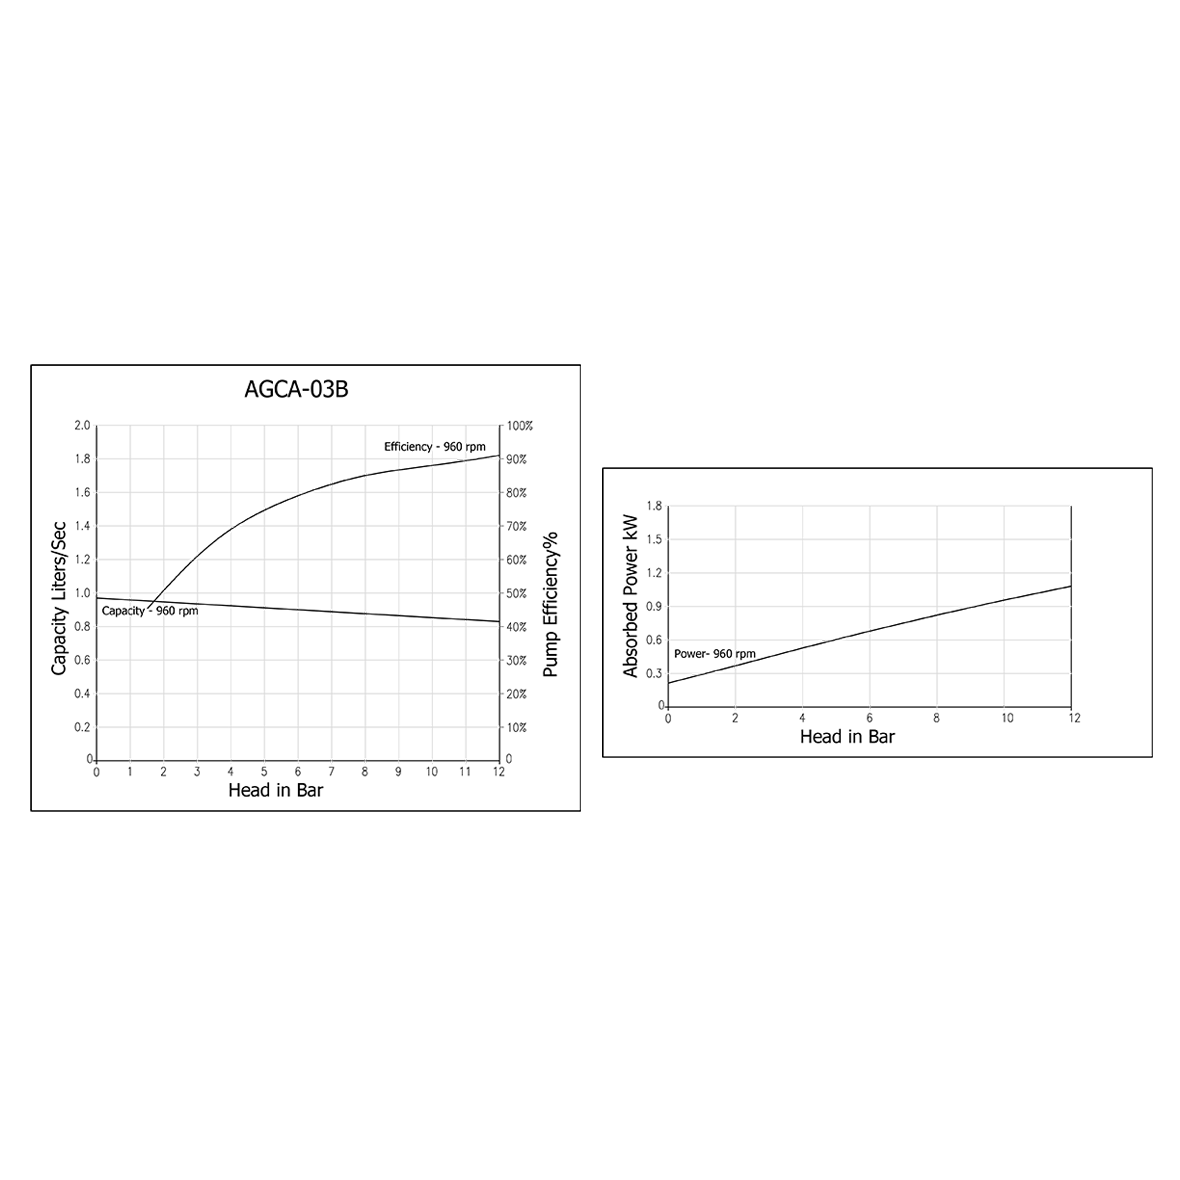 AGCA-03B
2.0
1.8
1.6
1.4
1.2
1.0
0.8
0.6
0.4
0.2
0
Capacity Liters/Sec
Efficiency - 960 rpm
Capacity - 960 rpm
100%
90%
80%
70%
60%
50%
40%
30%
20%
10%
0
Pump Efficiency%
0 1 2 3 4 5 6 7 8 9 10 11 12
Head in Bar
1.8
1.5
1.2
0.9
0.6
0.3
0
Absorbed Power kW
Power- 960 rpm
0 2 4 6 8 10 12
Head in Bar